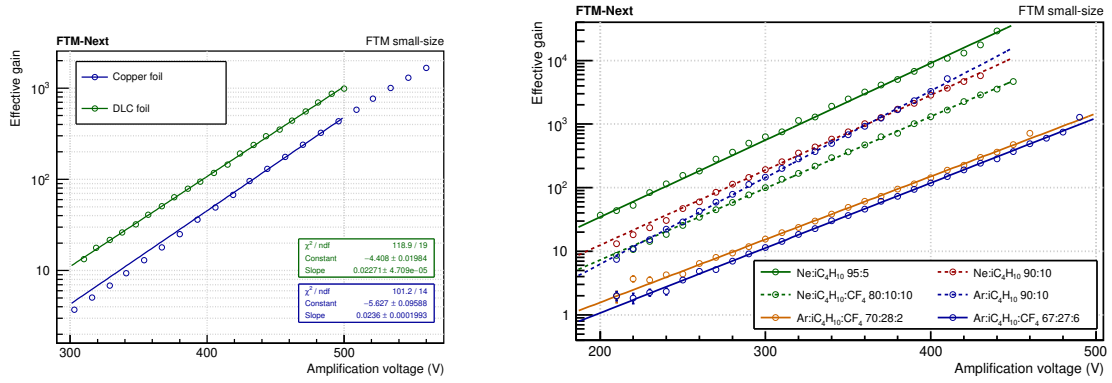 FTM-Next FTM small-size
Effective gain
Copper foil
DLC foil
10³
10²
10
χ² / ndf 118.9 / 19
Constant −4.408 ± 0.01984
Slope 0.02271 ± 4.709e−05
χ² / ndf 101.2 / 14
Constant −5.627 ± 0.09588
Slope 0.0236 ± 0.0001993
300 400 500
Amplification voltage (V)
FTM-Next FTM small-size
Effective gain
10⁴
10³
10²
10
1
Ne:iC₄H₁₀ 95:5 Ne:iC₄H₁₀ 90:10
Ne:iC₄H₁₀:CF₄ 80:10:10 Ar:iC₄H₁₀ 90:10
Ar:iC₄H₁₀:CF₄ 70:28:2 Ar:iC₄H₁₀:CF₄ 67:27:6
200 300 400 500
Amplification voltage (V)